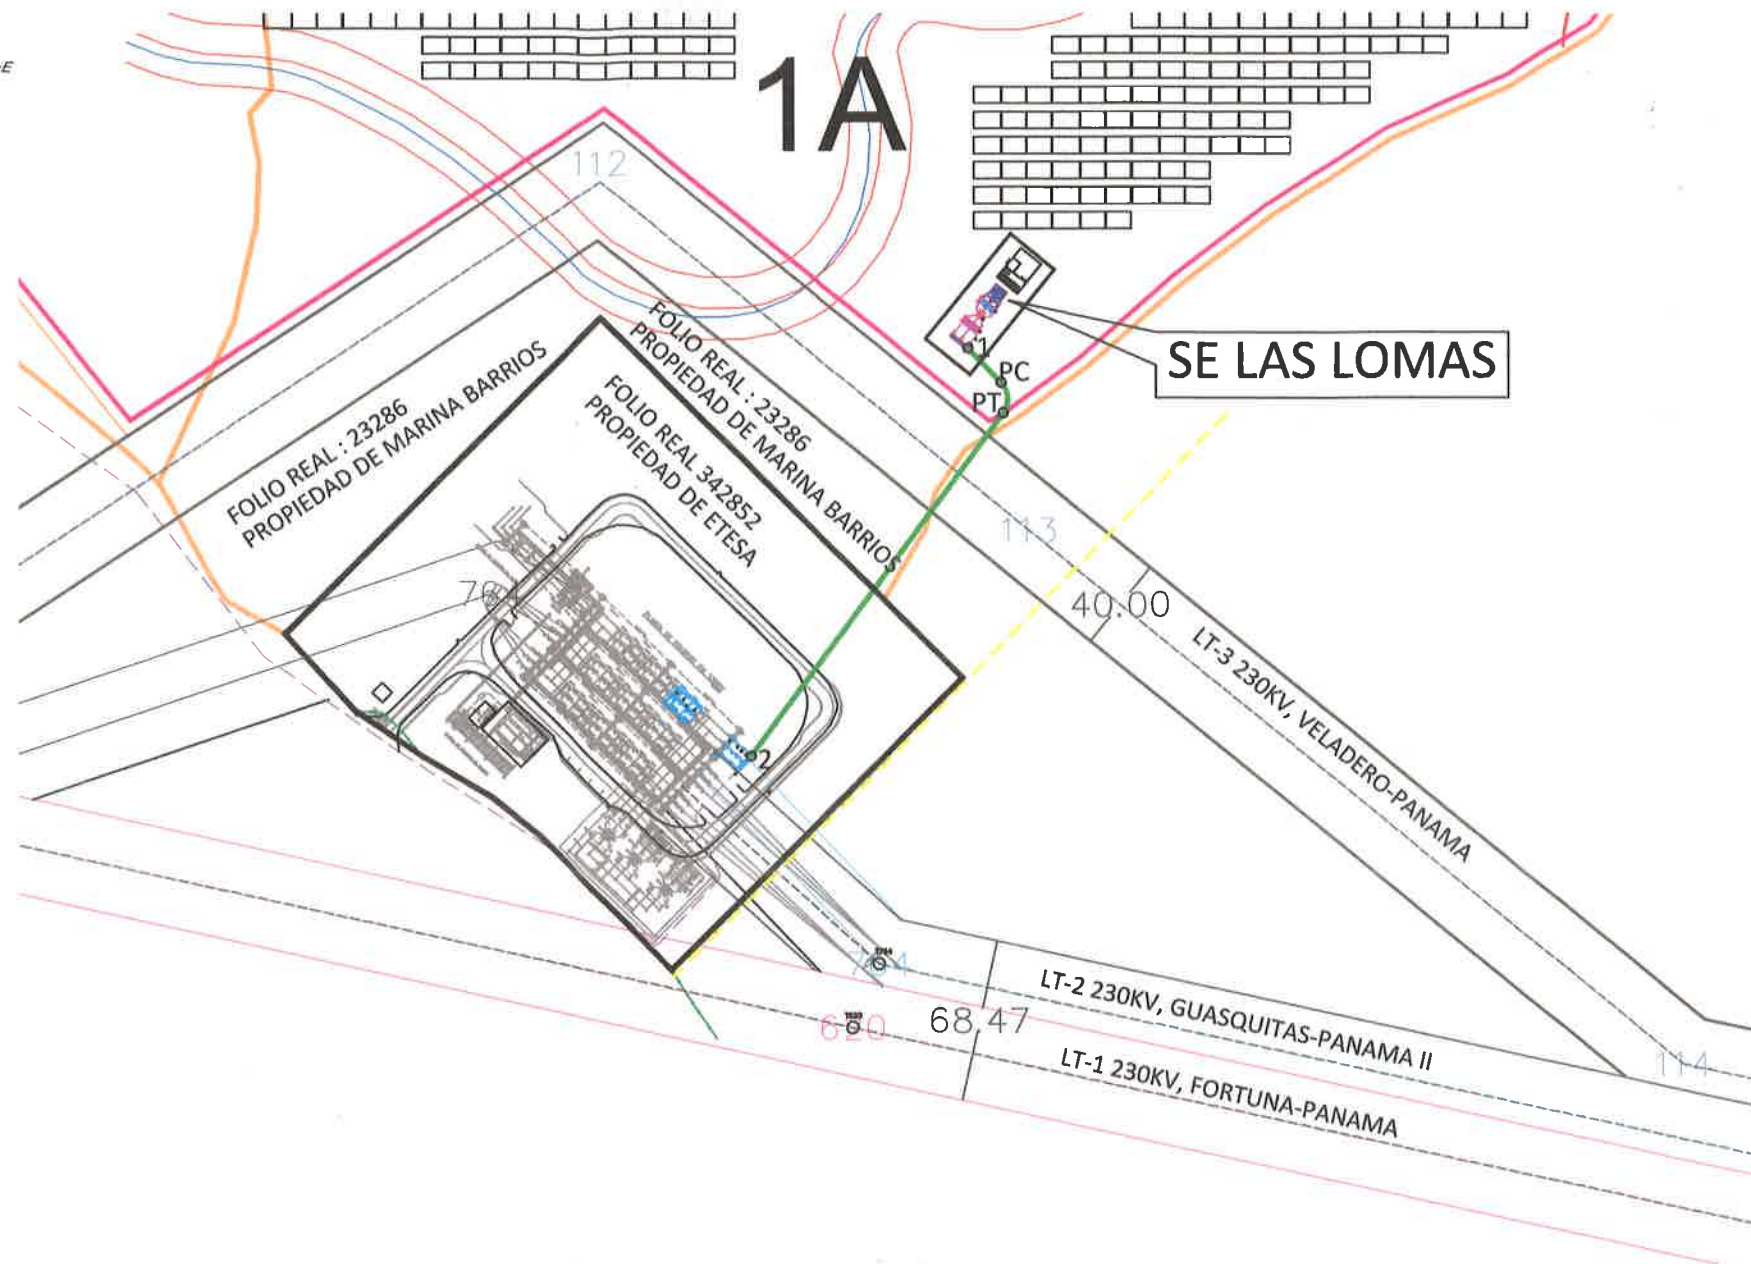 1A
112
SE LAS LOMAS
1
PC
PT
FOLIO REAL : 23286
PROPIEDAD DE MARINA BARRIOS
FOLIO REAL : 23286
PROPIEDAD DE MARINA BARRIOS
FOLIO REAL 342852
PROPIEDAD DE ETESA
113
40.00
LT-3 230KV, VELADERO-PANAMA
2
LT-2 230KV, GUASQUITAS-PANAMA II
68.47
620
LT-1 230KV, FORTUNA-PANAMA
114